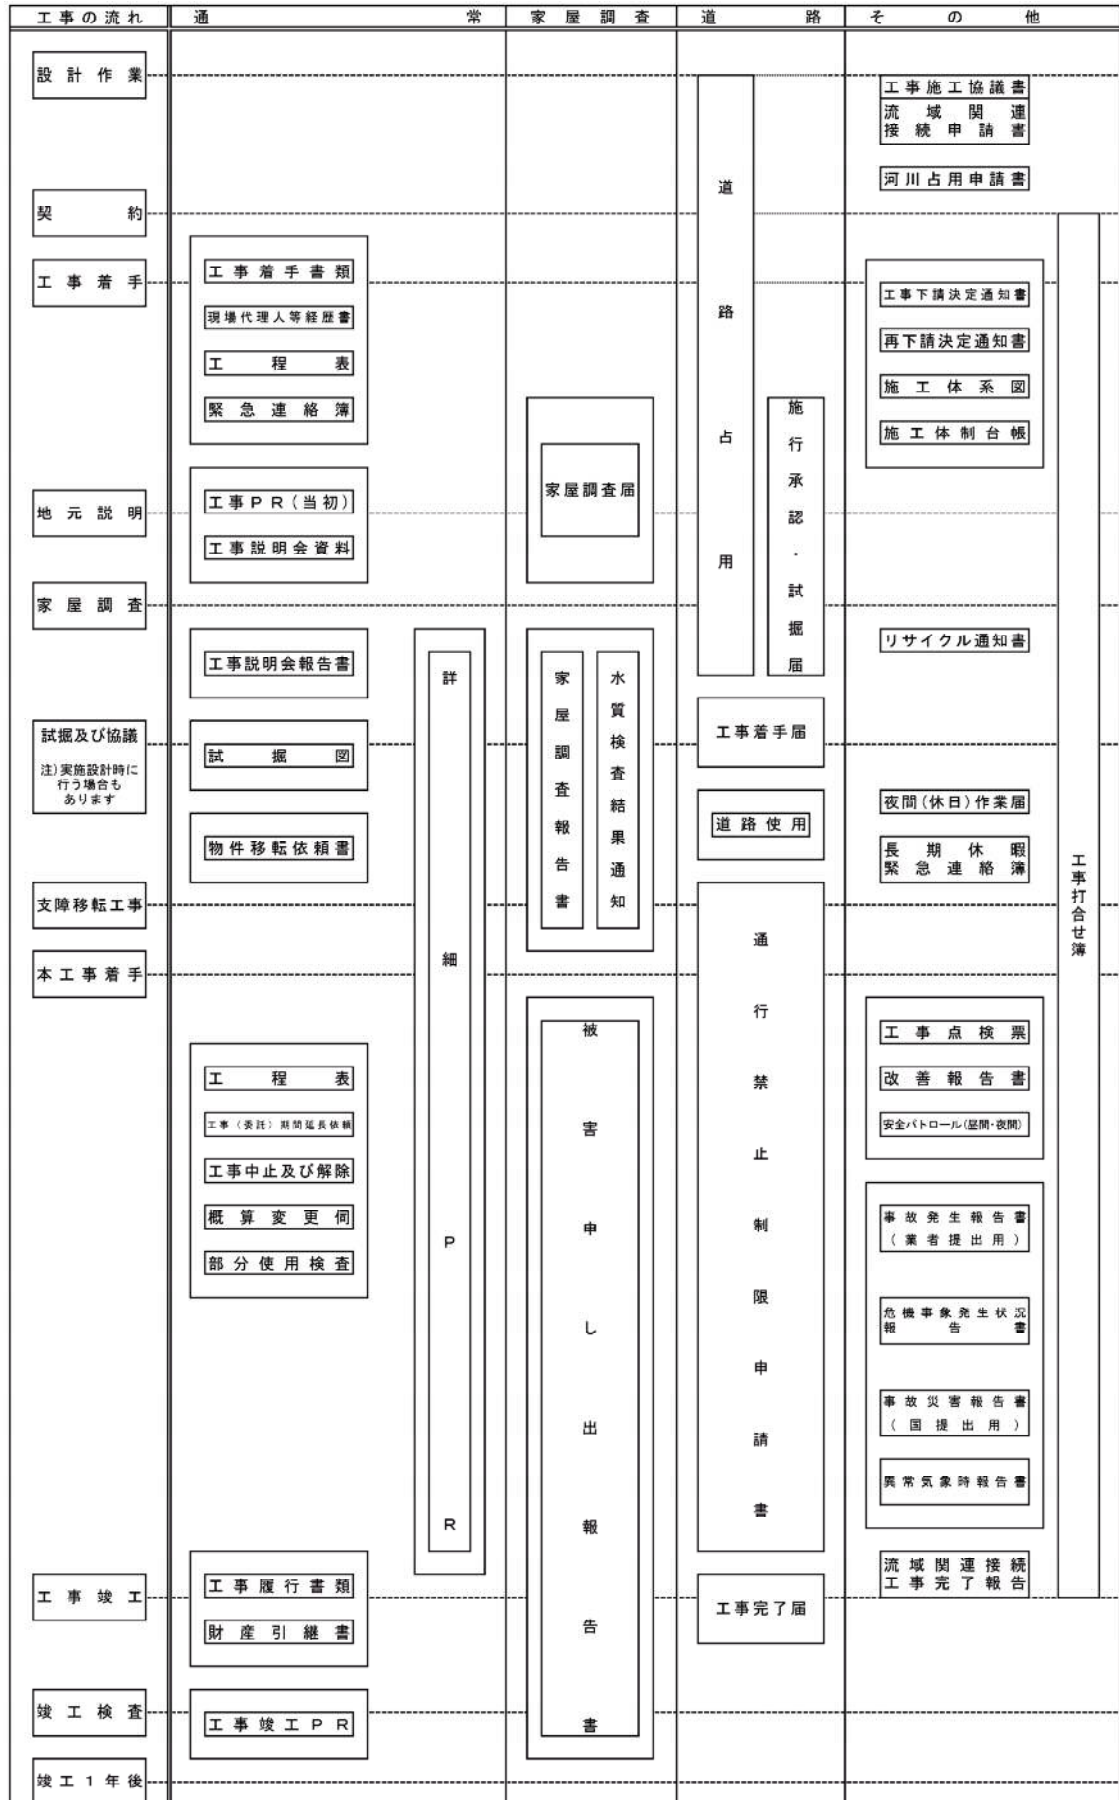 工事の流れ
通常
家屋調査
道路
その他
設計作業
契約
工事着手
地元説明
家屋調査
試掘及び協議
注)実施設計時に
行う場合も
あります
支障移転工事
本工事着手
工事竣工
竣工検査
竣工1年後
工事着手書類
現場代理人等経歴書
工程表
緊急連絡簿
工事PR(当初)
工事説明会資料
工事説明会報告書
試掘図
物件移転依頼書
工程表
工事(委託)期間延長依頼
工事中止及び解除
概算変更伺
部分使用検査
工事履行書類
財産引継書
工事竣工PR
詳細PR
家屋調査届
家屋調査報告書
水質検査結果通知
被害申し出報告書
道路占用
施行承認・試掘届
工事着手届
道路使用
通行禁止制限申請書
工事完了届
工事施工協議書
流域関連
接続申請書
河川占用申請書
工事下請決定通知書
再下請決定通知書
施工体系図
施工体制台帳
リサイクル通知書
夜間(休日)作業届
長期休暇
緊急連絡簿
工事点検票
改善報告書
安全パトロール(昼間・夜間)
事故発生報告書
(業者提出用)
危機事象発生状況
報告書
事故災害報告書
(国提出用)
異常気象時報告書
流域関連接続
工事完了報告
工事打合せ簿